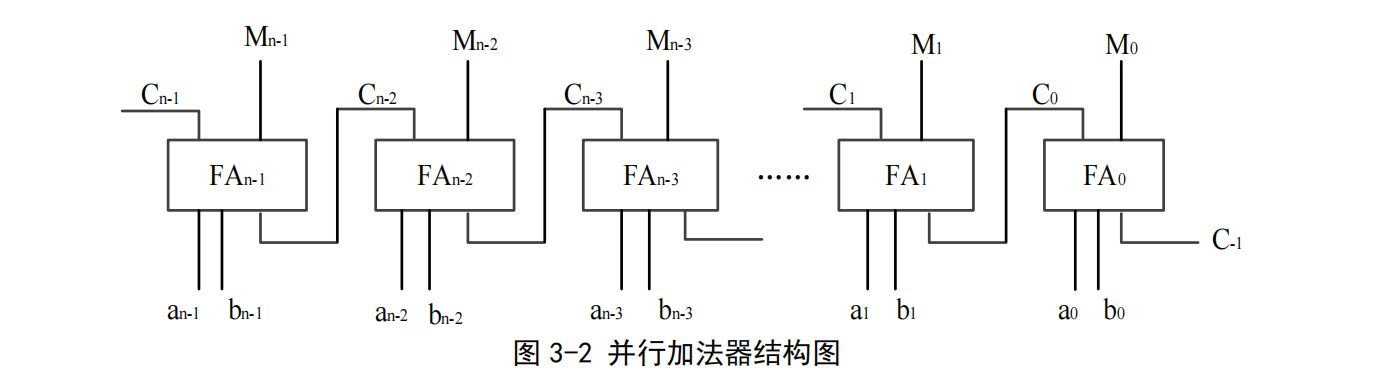 Mn-1 Mn-2 Mn-3 M1 M0
Cn-1 Cn-2 Cn-3 C1 C0
FAn-1 FAn-2 FAn-3 …… FA1 FA0
C-1
an-1 bn-1 an-2 bn-2 an-3 bn-3 a1 b1 a0 b0
图 3-2 并行加法器结构图